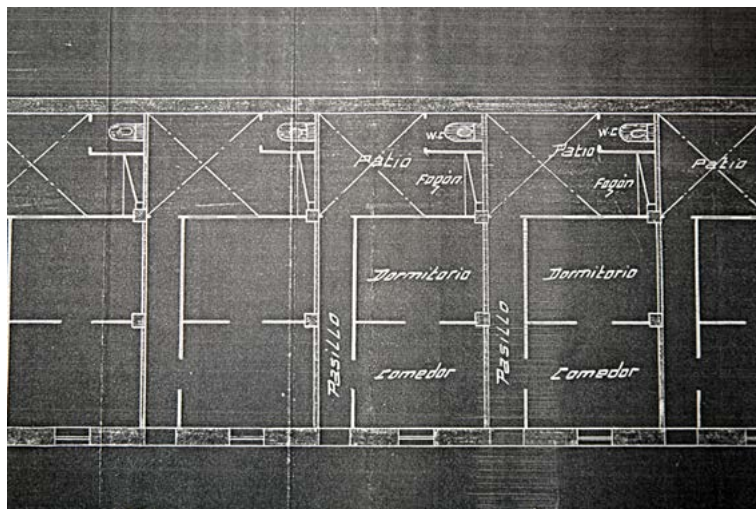 W.C
W.C
Patio
Patio
Patio
Fogón
Fogón
Dormitorio
Dormitorio
Pasillo
Pasillo
Comedor
Comedor